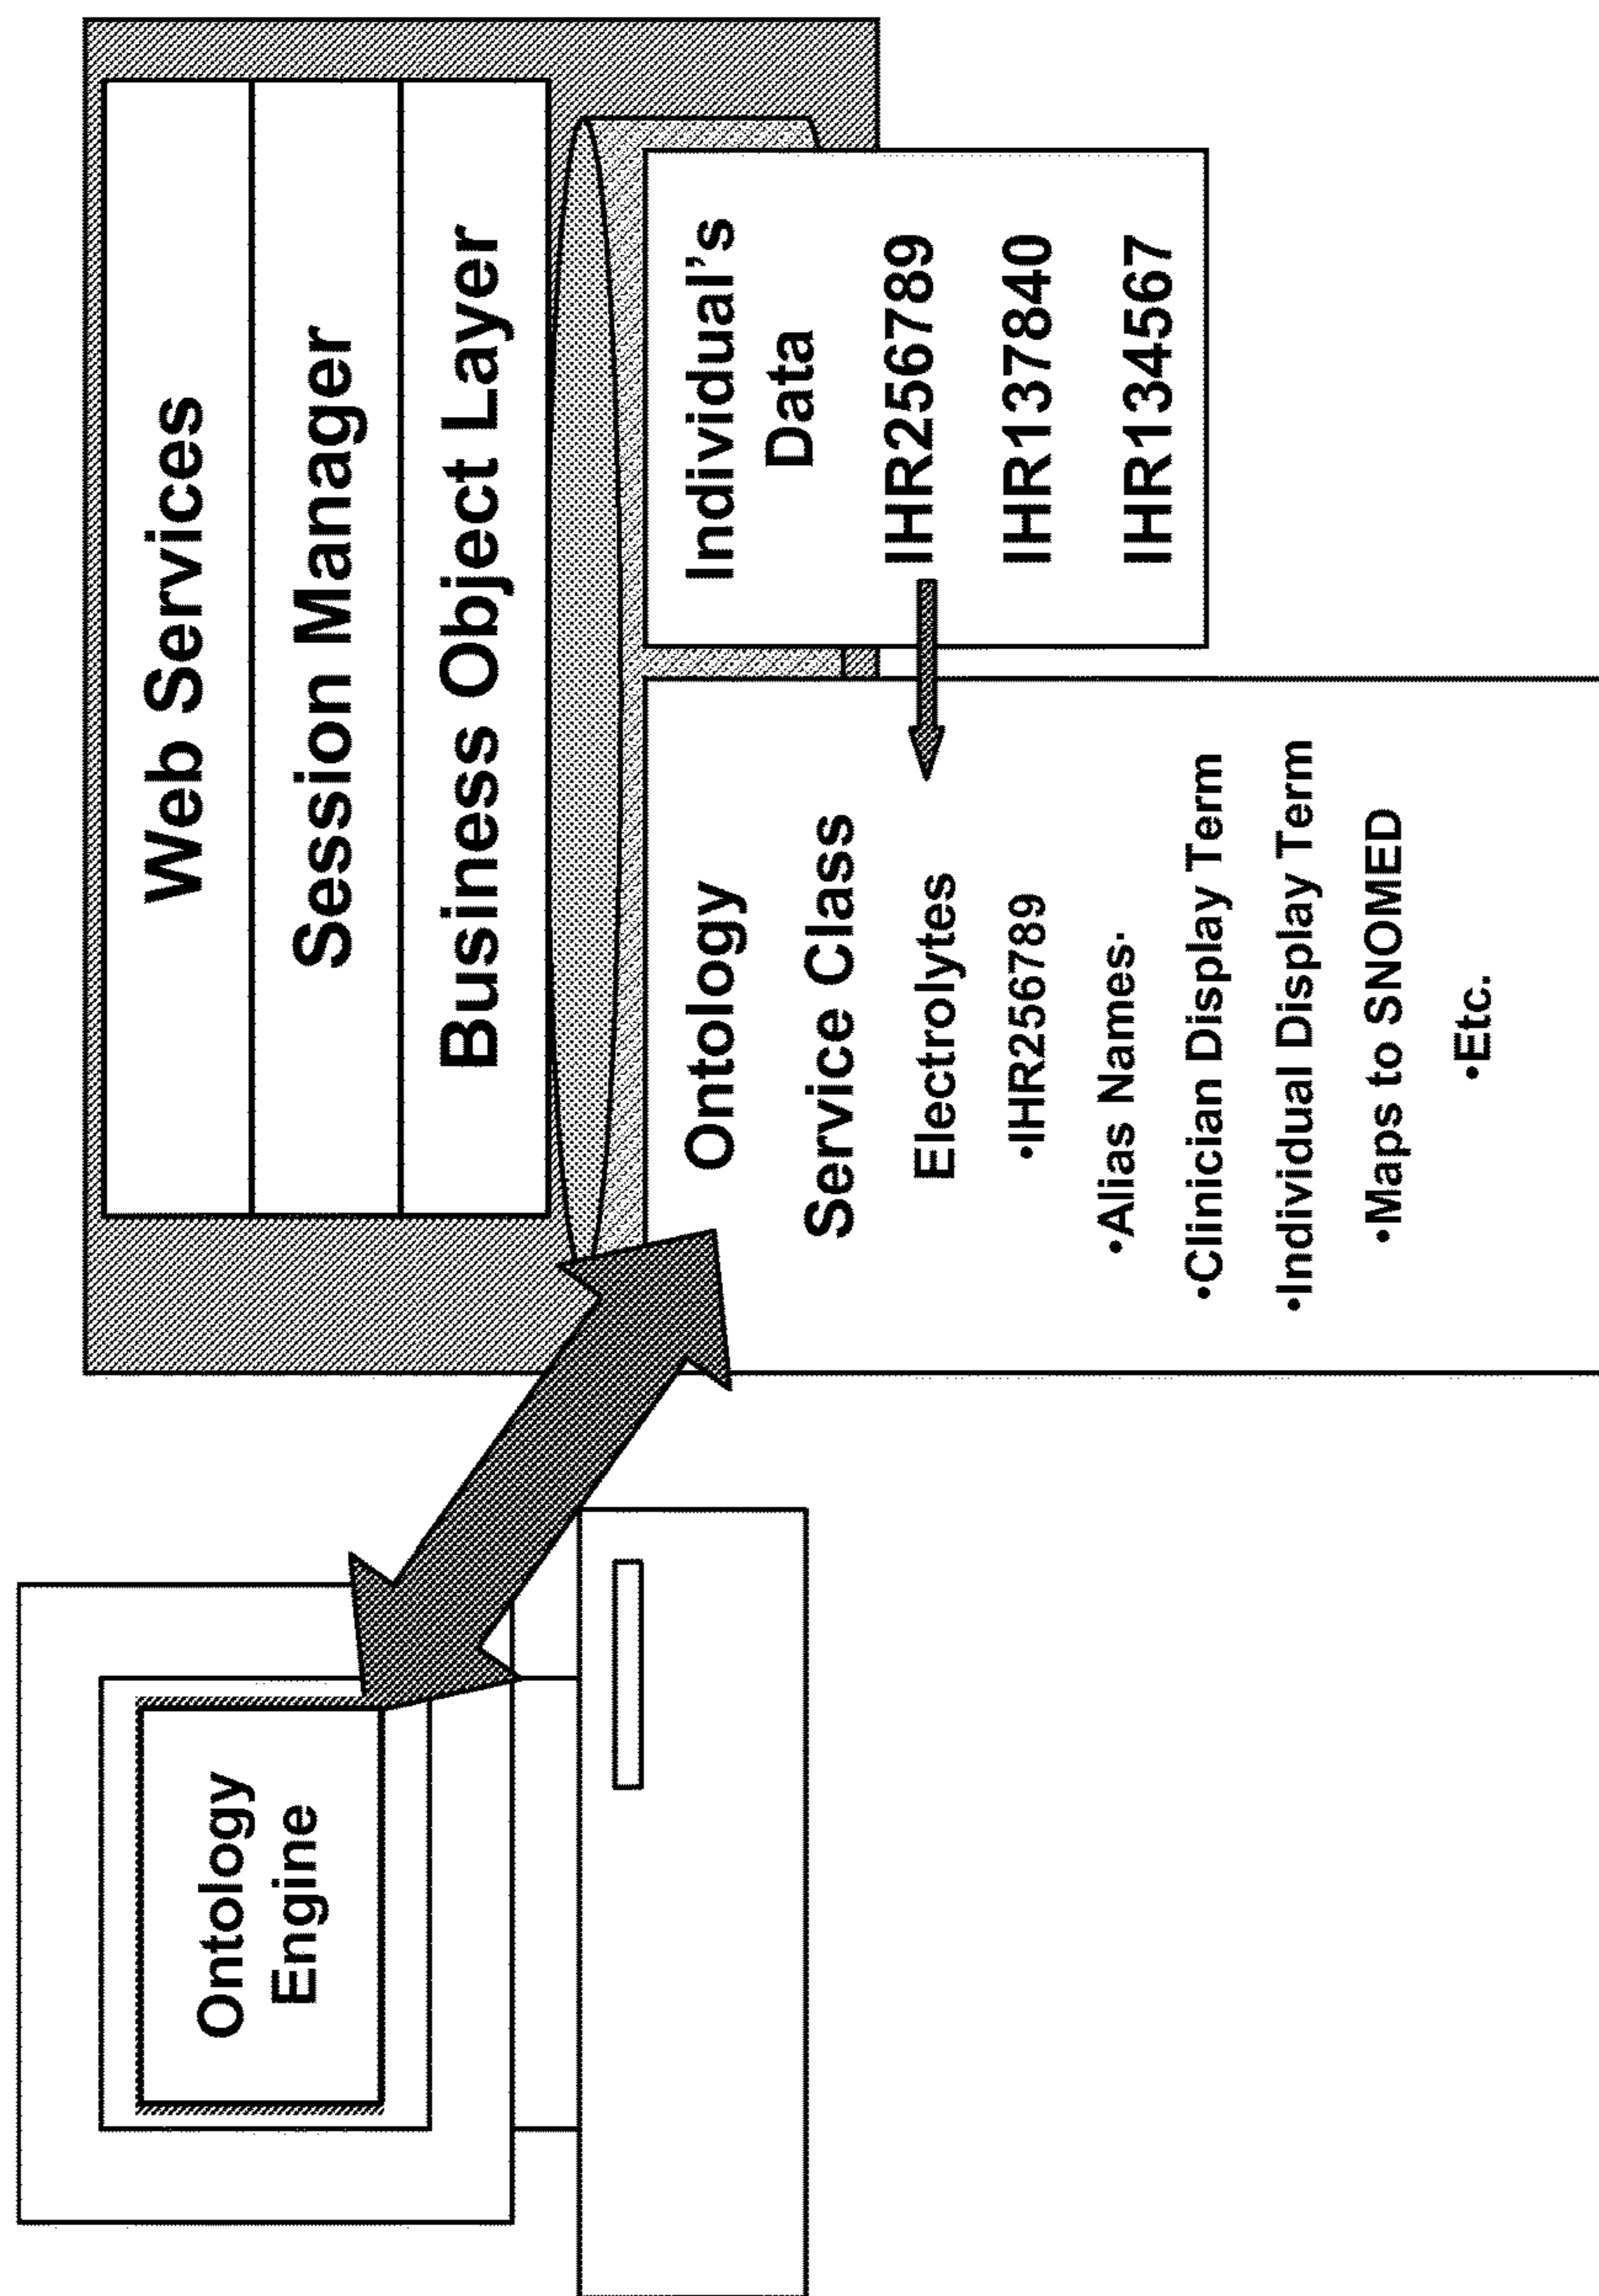 Ontology
Engine
Web Services
Session Manager
Business Object Layer
Ontology
Service Class
Electrolytes
•IHR256789
•Alias Names·
•Clinician Display Term
•Individual Display Term
•Maps to SNOMED
•Etc.
Individual's
Data
IHR256789
IHR137840
IHR134567